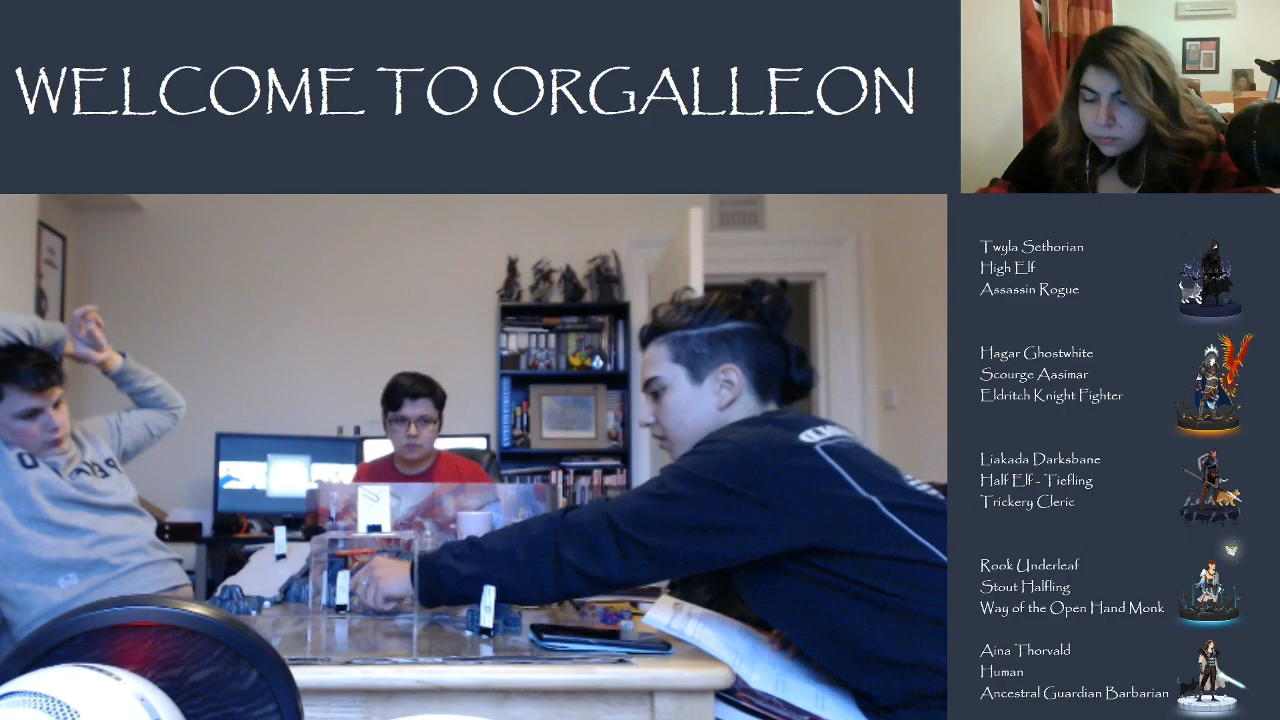 WELCOME TO ORGALLEON
Twyla Sethorian
High Elf
Assassin Rogue
Hagar Ghostwhite
Scourge Aasimar
Eldritch Knight Fighter
Liakada Darksbane
Half Elf - Tiefling
Trickery Cleric
Rook Underleaf
Stout Halfling
Way of the Open Hand Monk
Aina Thorvald
Human
Ancestral Guardian Barbarian